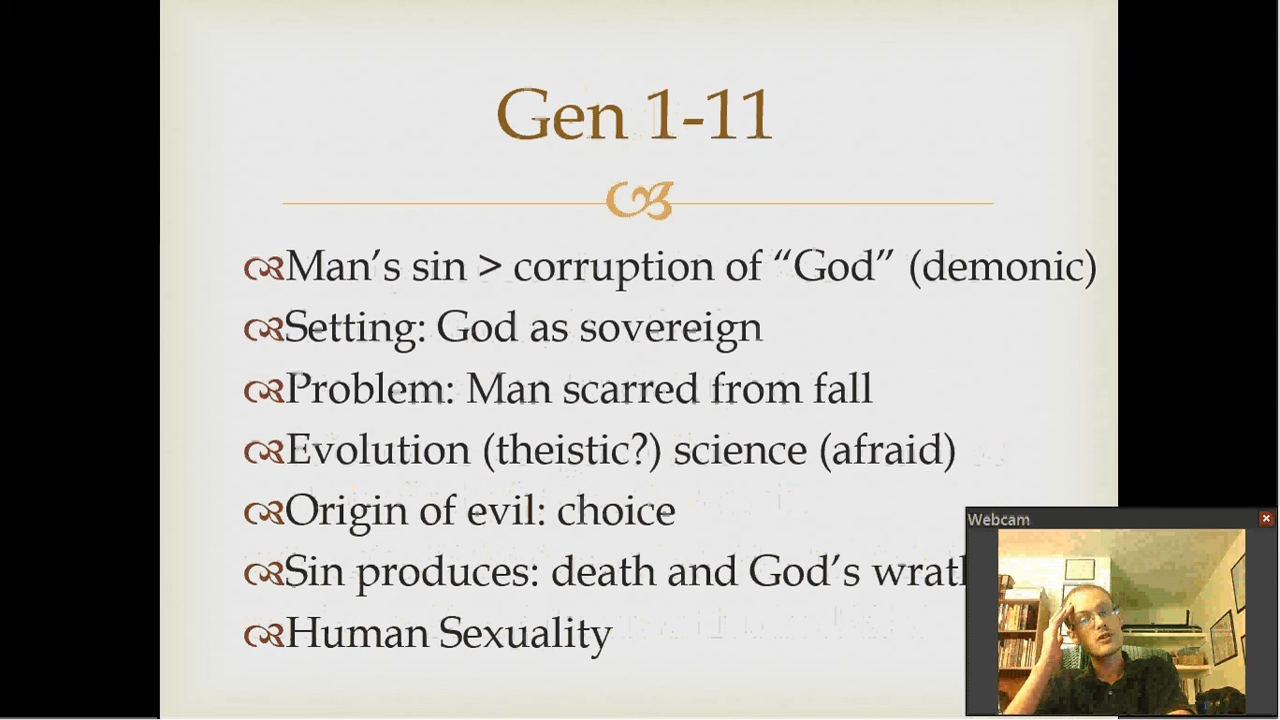 Gen 1-11
Man’s sin > corruption of “God” (demonic)
Setting: God as sovereign
Problem: Man scarred from fall
Evolution (theistic?) science (afraid)
Origin of evil: choice
Sin produces: death and God’s
Human Sexuality
Webcam